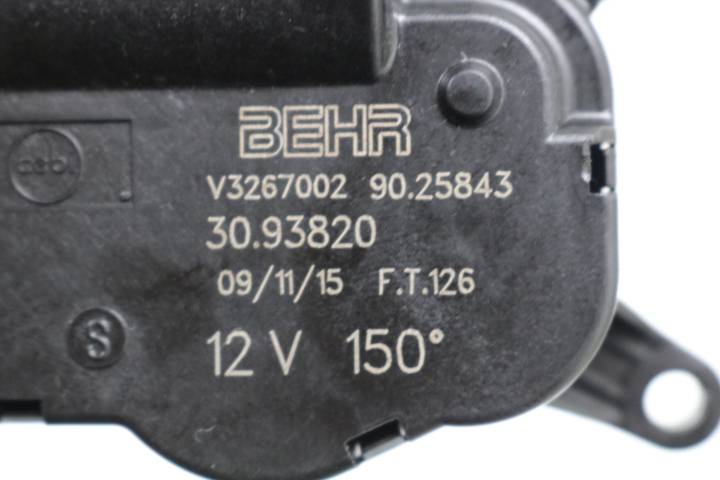 BEHR
V3267002 90.25843
30.93820
09/11/15 F.T.126
12 V 150°
S